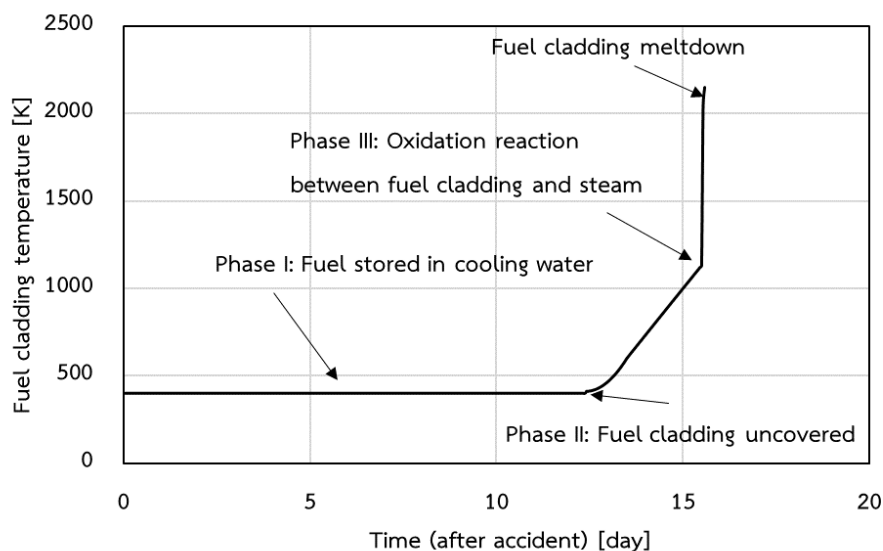 2500
2000
1500
1000
500
0
Fuel cladding temperature [K]
Fuel cladding meltdown
Phase III: Oxidation reaction
between fuel cladding and steam
Phase I: Fuel stored in cooling water
Phase II: Fuel cladding uncovered
0 5 10 15 20
Time (after accident) [day]